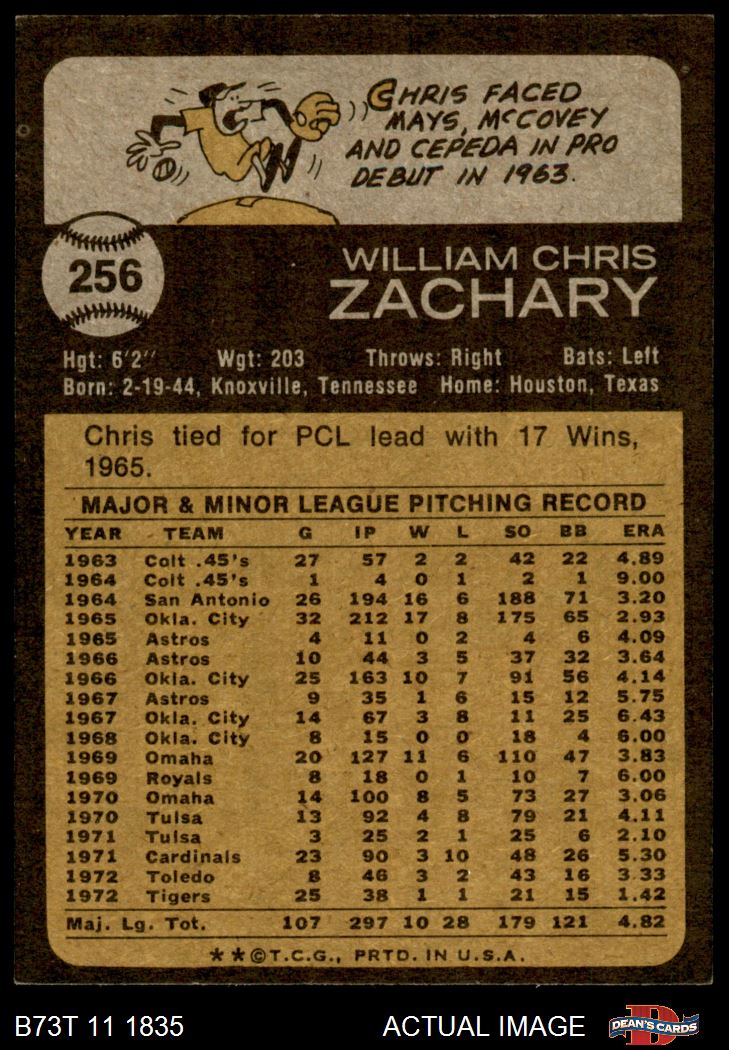 CHRIS FACED
MAYS, McCOVEY
AND CEPEDA IN PRO
DEBUT IN 1963.
256
WILLIAM CHRIS
ZACHARY
Hgt: 6'2" Wgt: 203 Throws: Right Bats: Left
Born: 2-19-44, Knoxville, Tennessee Home: Houston, Texas
Chris tied for PCL lead with 17 Wins,
1965.
MAJOR & MINOR LEAGUE PITCHING RECORD
YEAR TEAM G IP W L SO BB ERA
1963 Colt .45's 27 57 2 2 42 22 4.89
1964 Colt .45's 1 4 0 1 2 1 9.00
1964 San Antonio 26 194 16 6 188 71 3.20
1965 Okla. City 32 212 17 8 175 65 2.93
1965 Astros 4 11 0 2 4 6 4.09
1966 Astros 10 44 3 5 37 32 3.64
1966 Okla. City 25 163 10 7 91 56 4.14
1967 Astros 9 35 1 6 15 12 5.75
1967 Okla. City 14 67 3 8 11 25 6.43
1968 Okla. City 8 15 0 0 18 4 6.00
1969 Omaha 20 127 11 6 110 47 3.83
1969 Royals 8 18 0 1 10 7 6.00
1970 Omaha 14 100 8 5 73 27 3.06
1970 Tulsa 13 92 4 8 79 21 4.11
1971 Tulsa 3 25 2 1 25 6 2.10
1971 Cardinals 23 90 3 10 48 26 5.30
1972 Toledo 8 46 3 2 43 16 3.33
1972 Tigers 25 38 1 1 21 15 1.42
Maj. Lg. Tot. 107 297 10 28 179 121 4.82
**©T.C.G., PRTD. IN U.S.A.
B73T 11 1835 ACTUAL IMAGE
D
DEAN'S CARDS